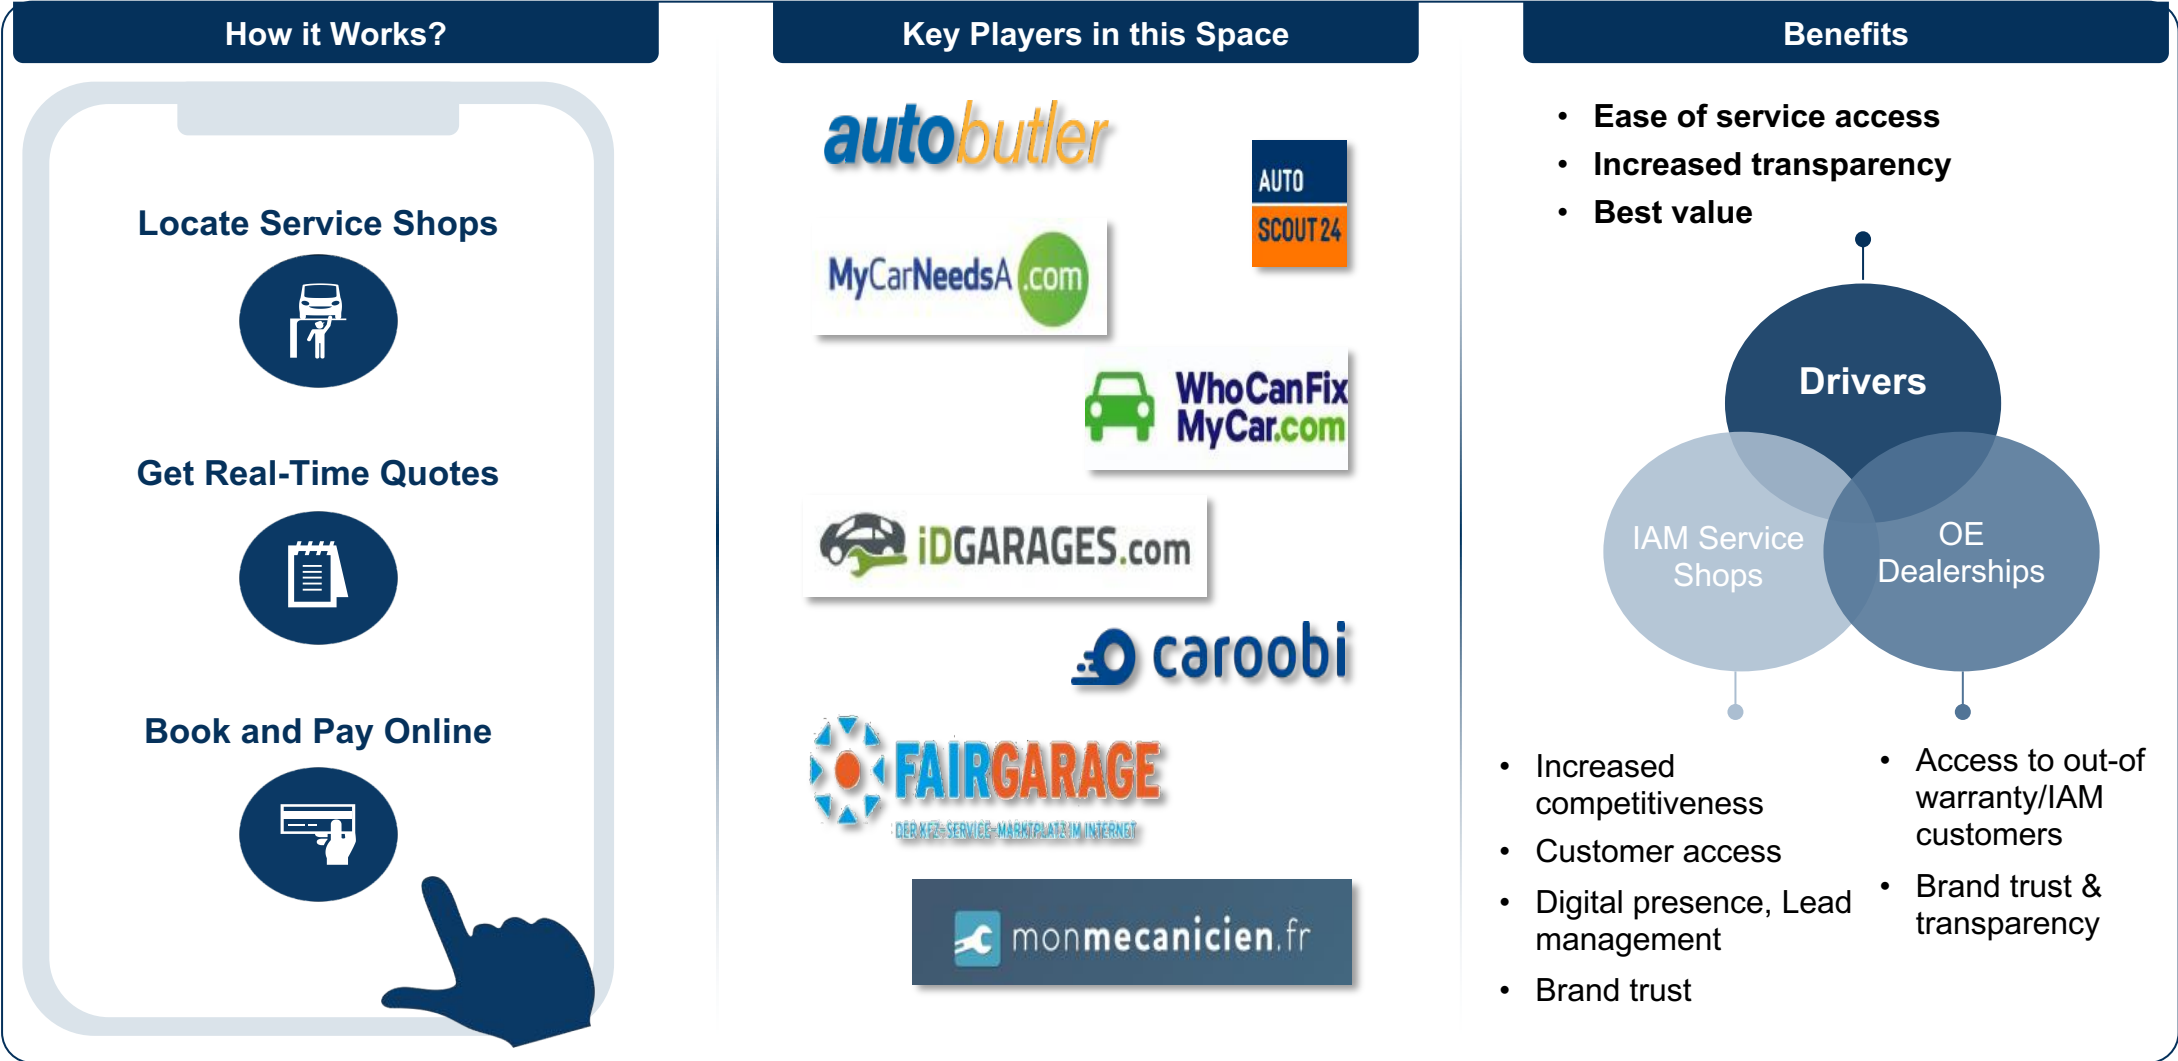 How it Works?
Locate Service Shops
Get Real-Time Quotes
Book and Pay Online
Key Players in this Space
autobutler
AUTO
SCOUT 24
MyCarNeedsA.com
WhoCanFix
MyCar.com
iDGARAGES.com
caroobi
FAIRGARAGE
DER KFZ-SERVICE-MARKTPLATZ IM INTERNET
monmecanicien.fr
Benefits
• Ease of service access
• Increased transparency
• Best value
Drivers
IAM Service
Shops
OE
Dealerships
• Increased
competitiveness
• Customer access
• Digital presence, Lead
management
• Brand trust
• Access to out-of
warranty/IAM
customers
• Brand trust &
transparency